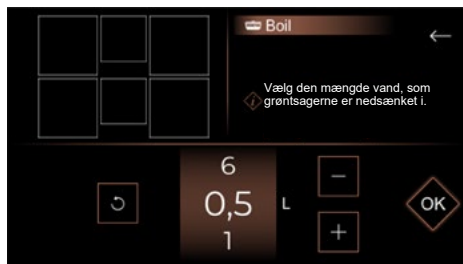 Boil
Vælg den mængde vand, som
grøntsagerne er nedsænket i.
6
0,5 L
1
OK